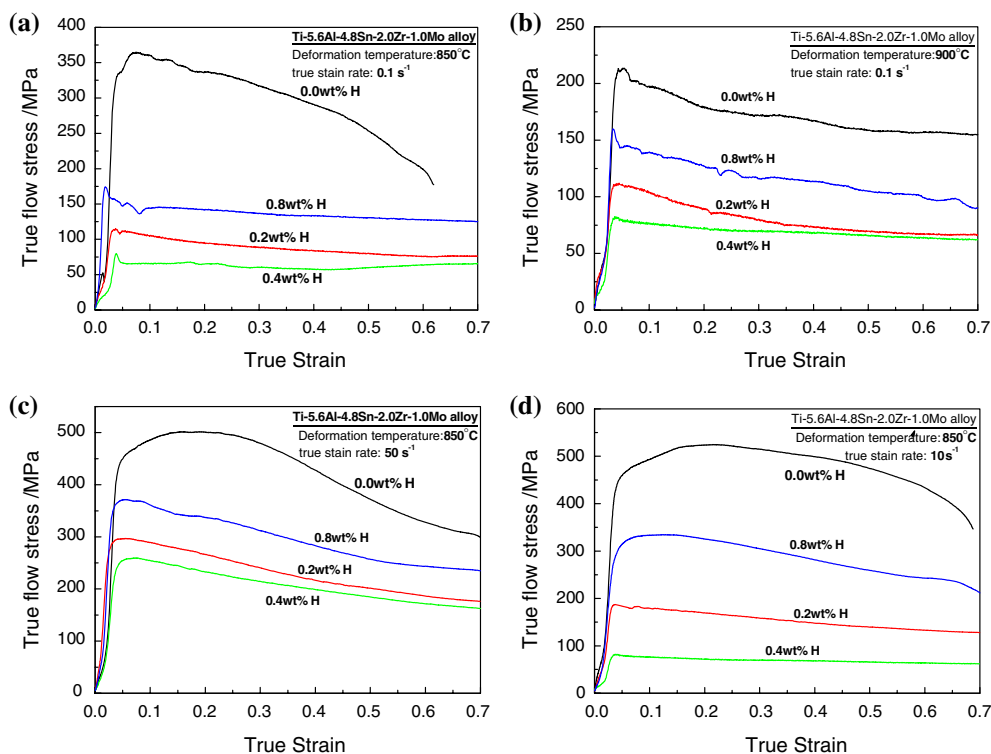 (a)
Ti-5.6Al-4.8Sn-2.0Zr-1.0Mo alloy
Deformation temperature:850°C
true stain rate: 0.1 s-1
0.0wt% H
0.8wt% H
0.2wt% H
0.4wt% H
True flow stress /MPa
400
350
300
250
200
150
100
50
0
0.0 0.1 0.2 0.3 0.4 0.5 0.6 0.7
True Strain
(b)
Ti-5.6Al-4.8Sn-2.0Zr-1.0Mo alloy
Deformation temperature:900°C
true stain rate: 0.1 s-1
0.0wt% H
0.8wt% H
0.2wt% H
0.4wt% H
True flow stress /MPa
250
200
150
100
50
0
0.0 0.1 0.2 0.3 0.4 0.5 0.6 0.7
True Strain
(c)
Ti-5.6Al-4.8Sn-2.0Zr-1.0Mo alloy
Deformation temperature:850°C
true stain rate: 50 s-1
0.0wt% H
0.8wt% H
0.2wt% H
0.4wt% H
True flow stress /MPa
500
400
300
200
100
0
0.0 0.1 0.2 0.3 0.4 0.5 0.6 0.7
True Strain
(d)
Ti-5.6Al-4.8Sn-2.0Zr-1.0Mo alloy
Deformation temperature:850°C
true stain rate: 10s-1
0.0wt% H
0.8wt% H
0.2wt% H
0.4wt% H
True flow stress /MPa
600
500
400
300
200
100
0
0.0 0.1 0.2 0.3 0.4 0.5 0.6 0.7
True Strain